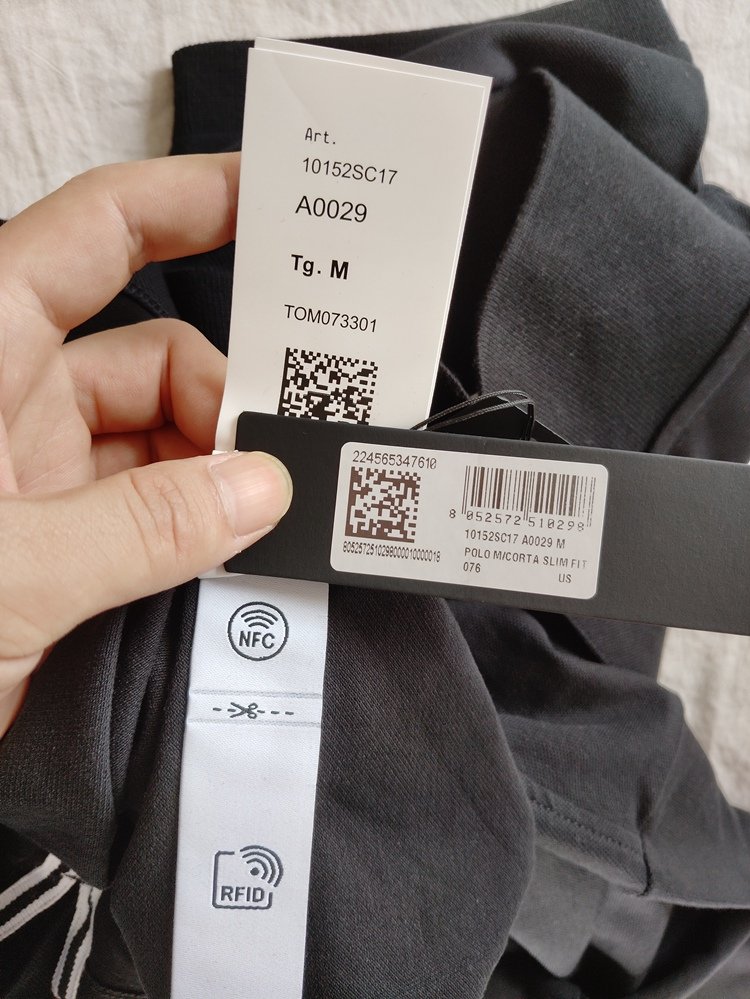 Art.
10152SC17
A0029
Tg. M
TOM073301
224565347610
8 052572 510298
10152SC17 A0029 M
POLO M/CORTA SLIM FIT
076 US
8052572510298000010000018
NFC
RFID